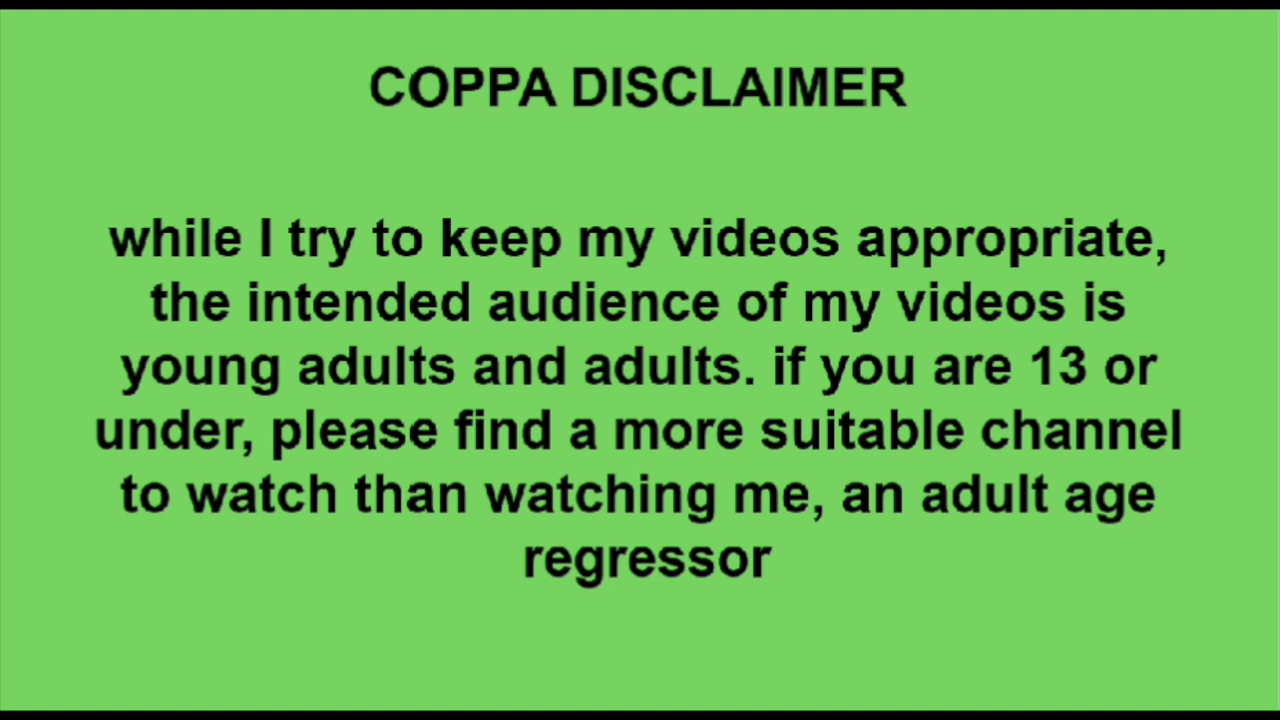 COPPA DISCLAIMER
while I try to keep my videos appropriate,
the intended audience of my videos is
young adults and adults. if you are 13 or
under, please find a more suitable channel
to watch than watching me, an adult age
regressor